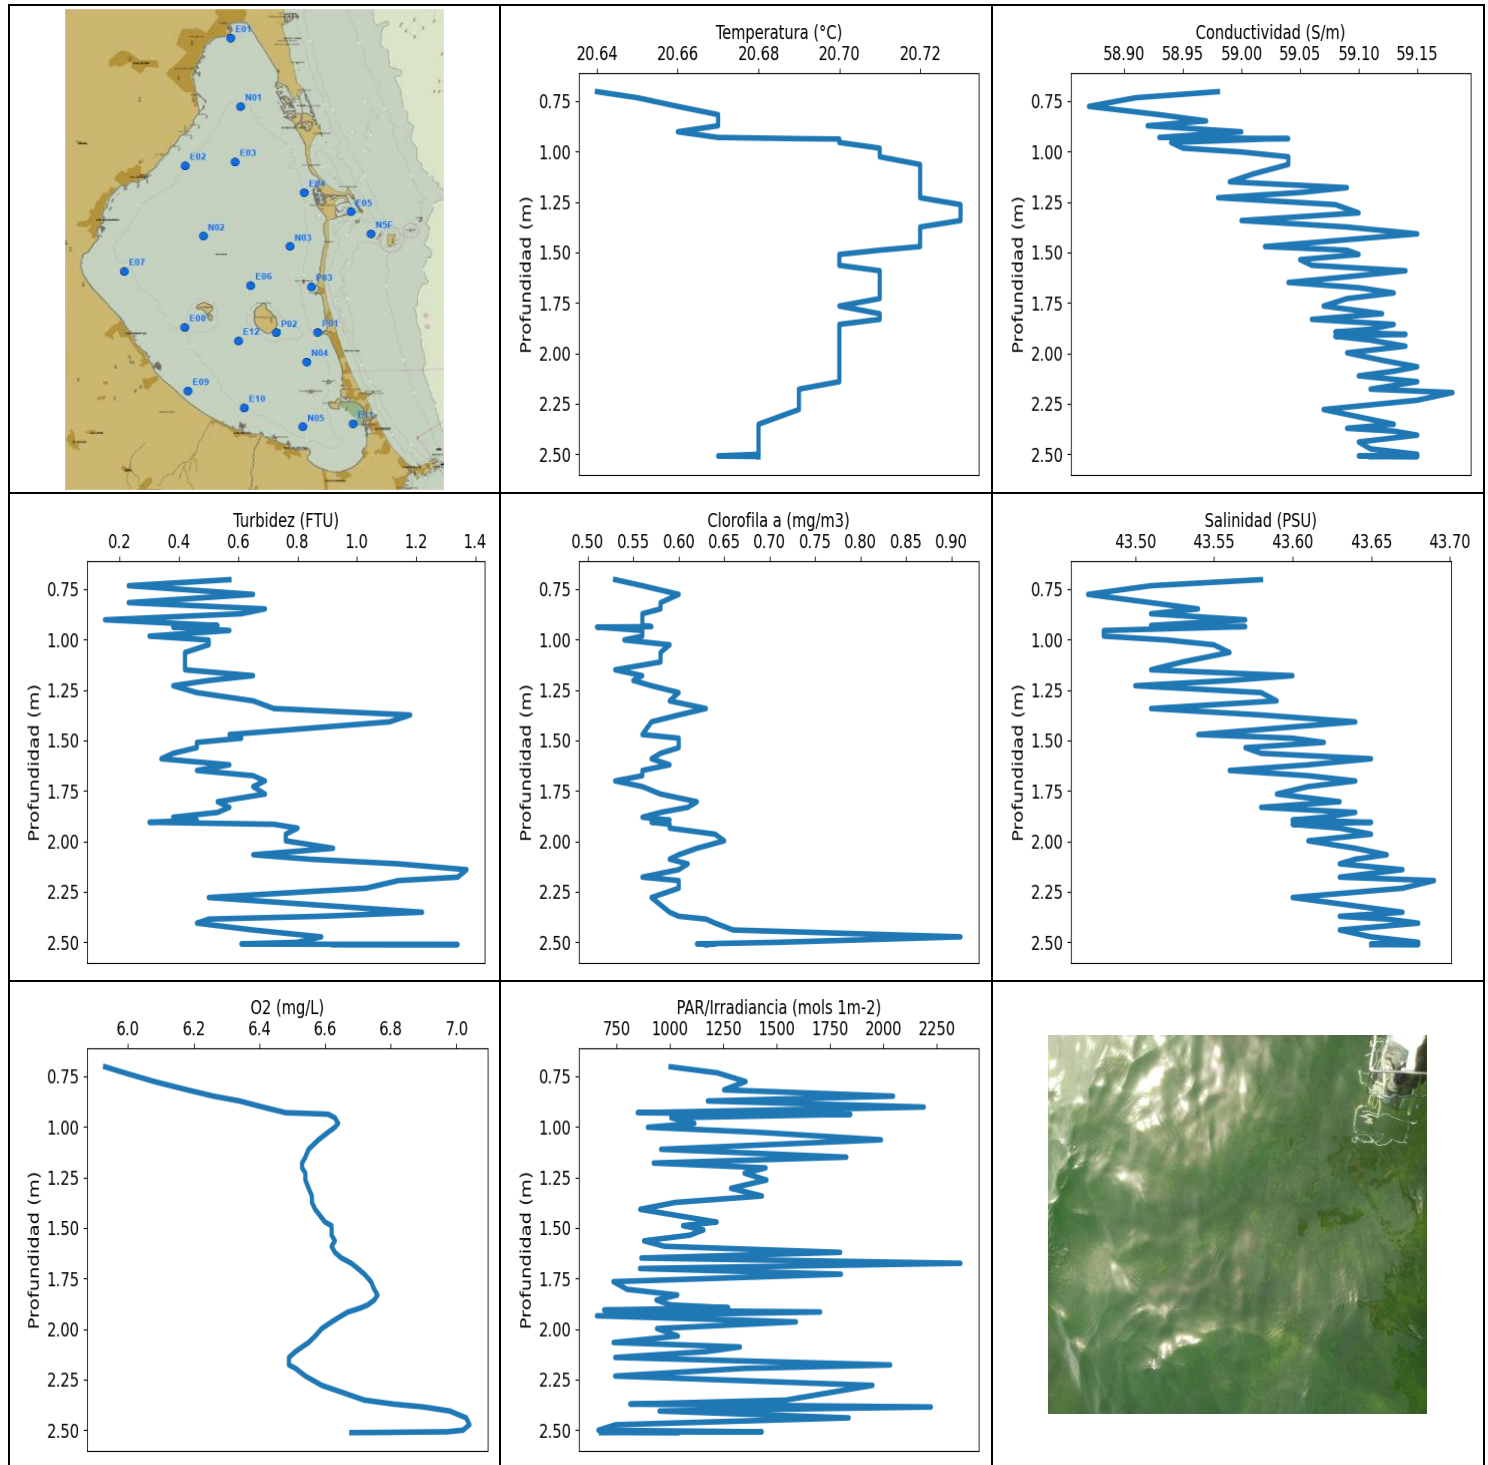 E01
N01
E02
E03
E04
E05
N5F
N02
N03
E07
E06
P03
E08
E12
P02
P01
N04
E09
E10
N05
E11
Temperatura (°C)
20.64 20.66 20.68 20.70 20.72
Profundidad (m)
0.75
1.00
1.25
1.50
1.75
2.00
2.25
2.50
Conductividad (S/m)
58.90 58.95 59.00 59.05 59.10 59.15
Profundidad (m)
0.75
1.00
1.25
1.50
1.75
2.00
2.25
2.50
Turbidez (FTU)
0.2 0.4 0.6 0.8 1.0 1.2 1.4
Profundidad (m)
0.75
1.00
1.25
1.50
1.75
2.00
2.25
2.50
Clorofila a (mg/m3)
0.50 0.55 0.60 0.65 0.70 0.75 0.80 0.85 0.90
Profundidad (m)
0.75
1.00
1.25
1.50
1.75
2.00
2.25
2.50
Salinidad (PSU)
43.50 43.55 43.60 43.65 43.70
Profundidad (m)
0.75
1.00
1.25
1.50
1.75
2.00
2.25
2.50
O2 (mg/L)
6.0 6.2 6.4 6.6 6.8 7.0
Profundidad (m)
0.75
1.00
1.25
1.50
1.75
2.00
2.25
2.50
PAR/Irradiancia (mols 1m-2)
750 1000 1250 1500 1750 2000 2250
Profundidad (m)
0.75
1.00
1.25
1.50
1.75
2.00
2.25
2.50